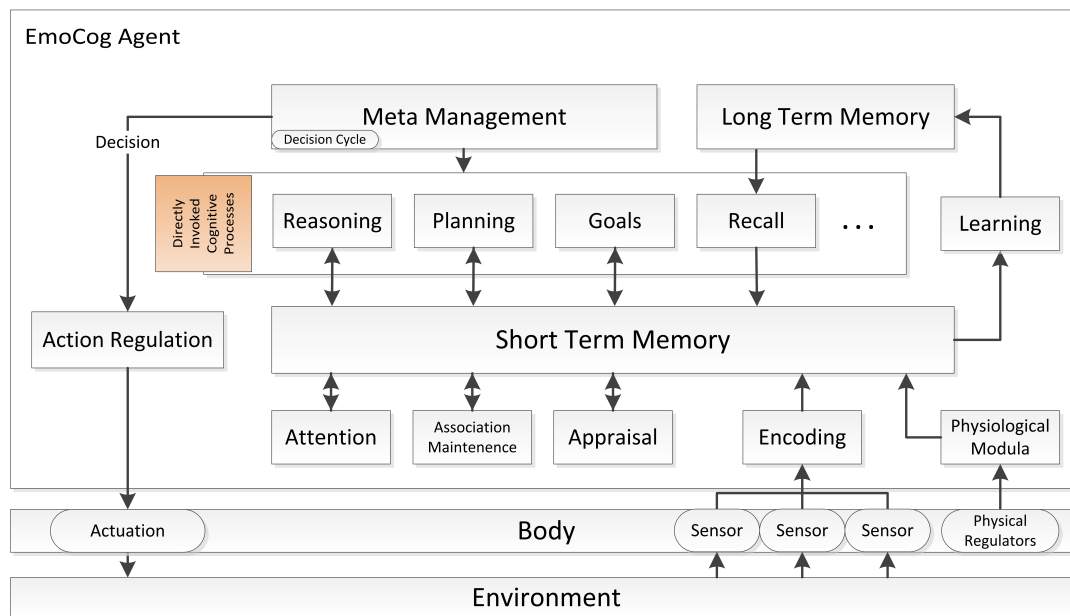 EmoCog Agent
Meta Management
Decision Cycle
Long Term Memory
Decision
Directly
Invoked
Cognitive
Processes
Reasoning
Planning
Goals
Recall
...
Learning
Action Regulation
Short Term Memory
Attention
Association
Maintenence
Appraisal
Encoding
Physiological
Modula
Actuation
Body
Sensor
Sensor
Sensor
Physical
Regulators
Environment